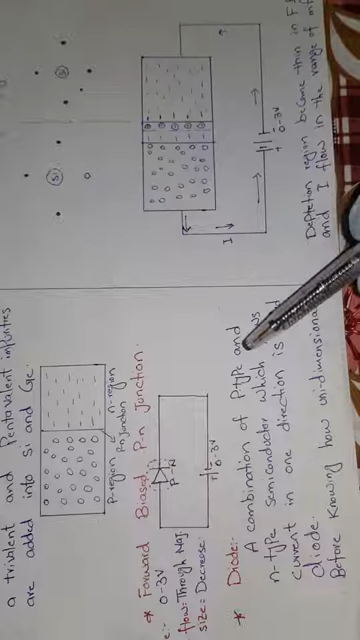 a trivalent and Pentavalent impurities
are added into Si and Ge.
P-region
n-region
P-n junction
* Forward Biased P-n Junction:
0-3V
flow: Through
size: Decrease.
P
N
+
0-3V
* Diode:-
A combination of P type and
n-type semiconductor which
Current in one direction is
diode.
Before Knowing how unidimensional
Si
Si
I
+
0-3V
Depletion region become thin in F
and I flow in the range of